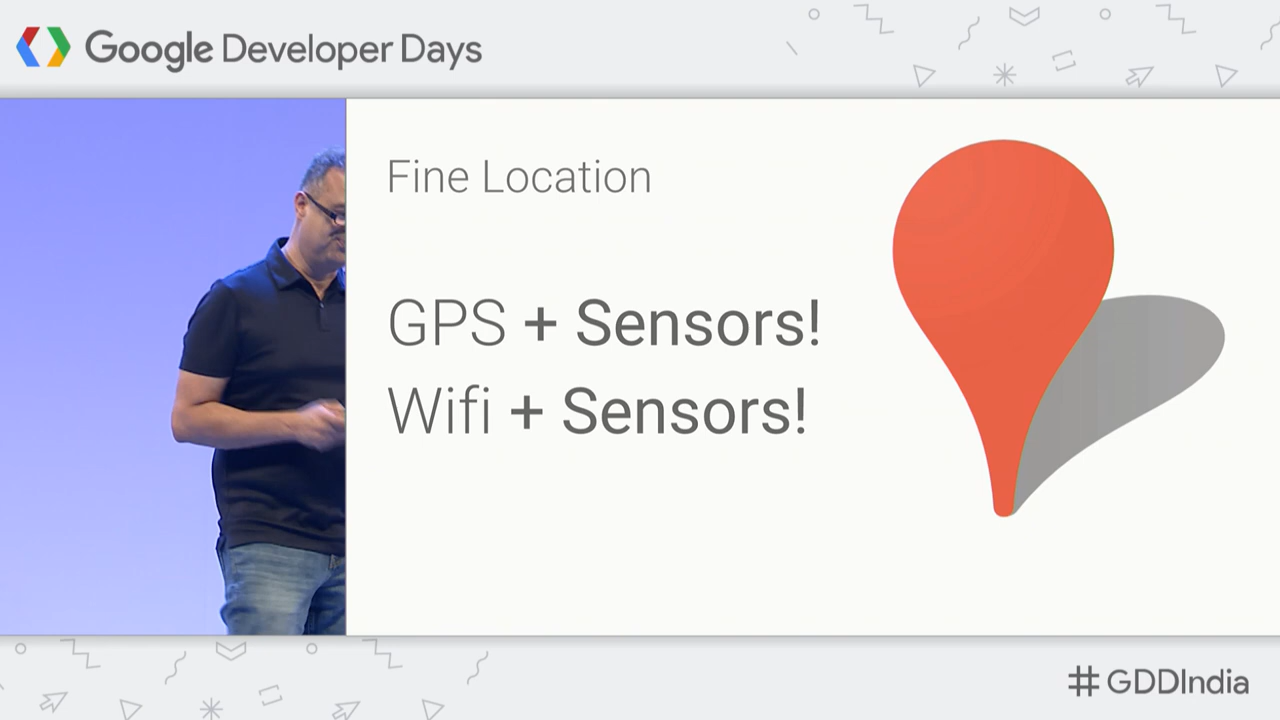 Google Developer Days
Fine Location
GPS + Sensors!
Wifi + Sensors!
#GDDIndia